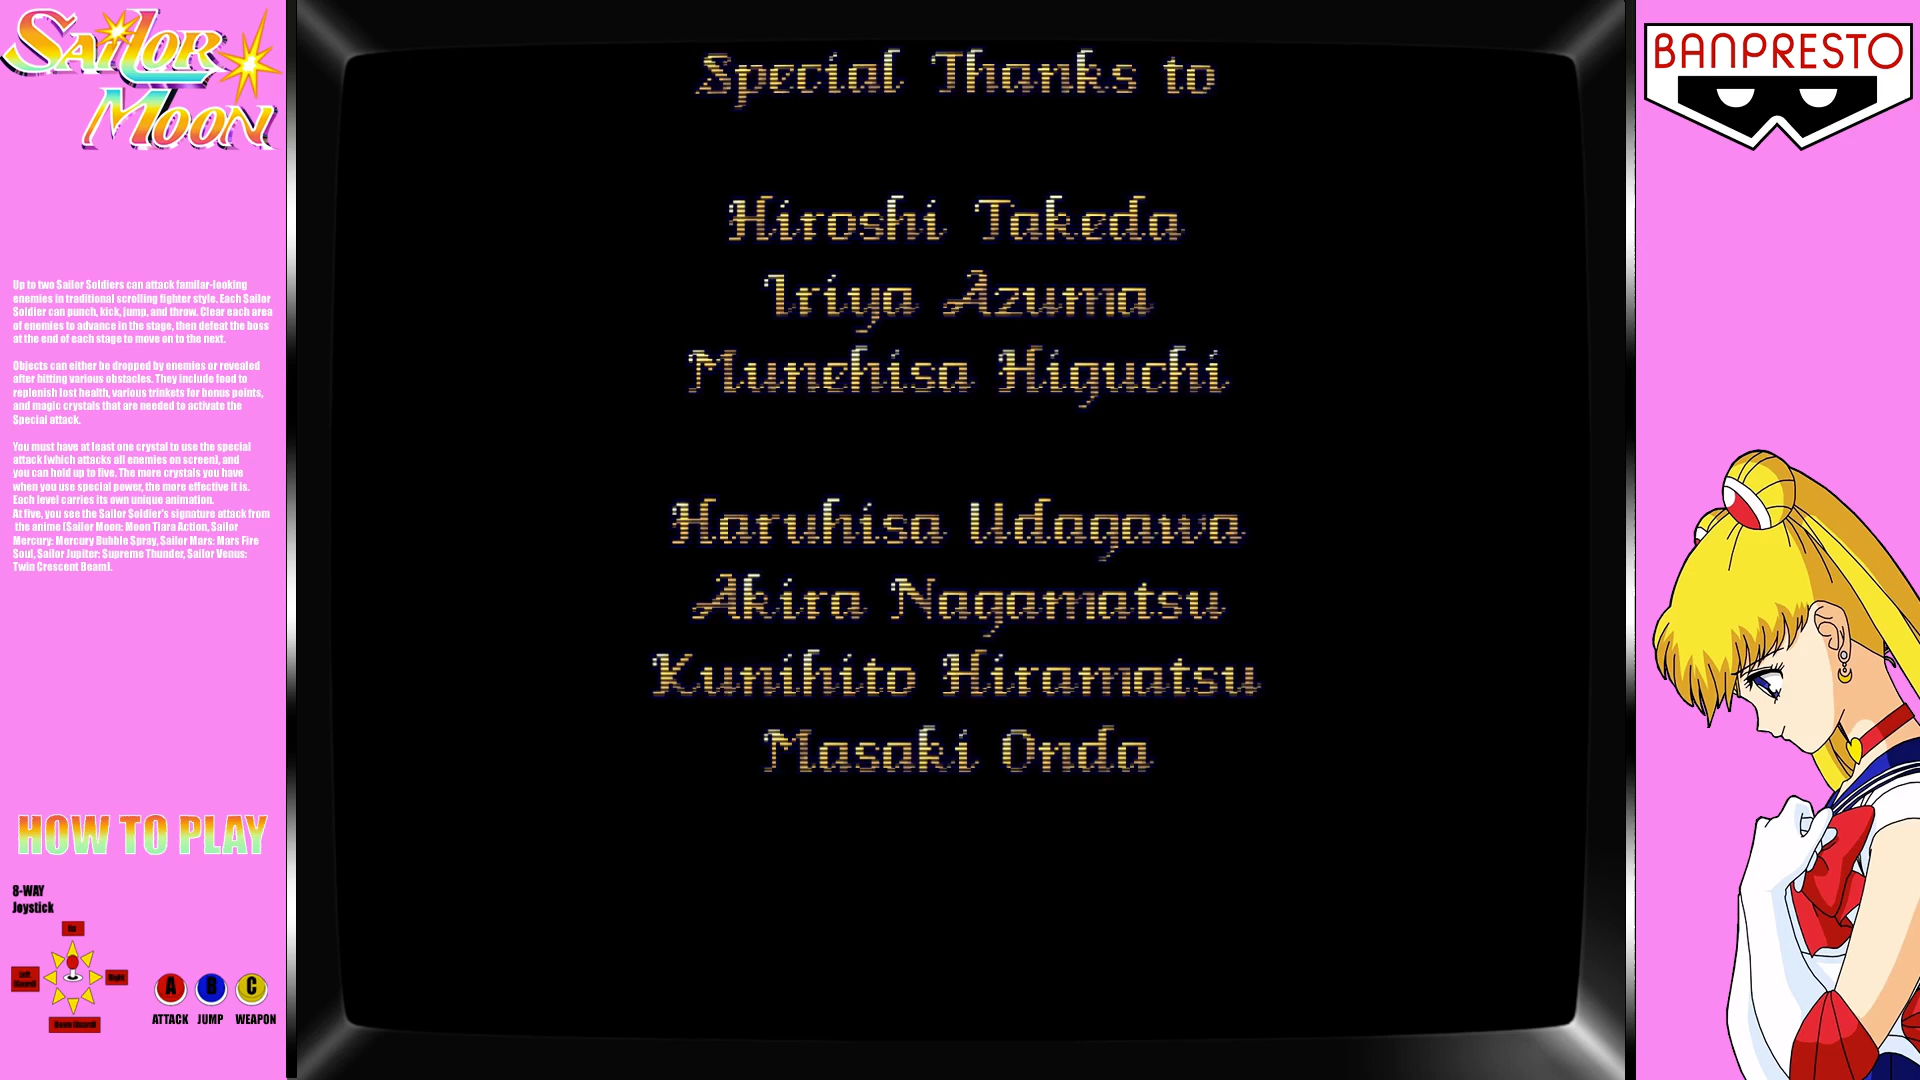 SAILOR
MOON
Up to two Sailor Soldiers can attack familar-looking
enemies in traditional scrolling fighter style. Each Sailor
Soldier can punch, kick, jump, and throw. Clear each area
of enemies to advance in the stage, then defeat the boss
at the end of each stage to move on to the next.
Objects can either be dropped by enemies or revealed
after hitting various obstacles. They include food to
replenish lost health, various trinkets for bonus points,
and magic crystals that are needed to activate the
Special attack.
You must have at least one crystal to use the special
attack (which attacks all enemies on screen), and
you can hold up to five. The more crystals you have
when you use special power, the more effective it is.
Each level carries its own unique animation.
At five, you see the Sailor Soldier's signature attack from
the anime (Sailor Moon: Moon Tiara Action, Sailor
Mercury: Mercury Bubble Spray, Sailor Mars: Mars Fire
Soul, Sailor Jupiter: Supreme Thunder, Sailor Venus:
Twin Crescent Beam).
HOW TO PLAY
8-WAY
Joystick
A B C
ATTACK JUMP WEAPON
Special Thanks to
Hiroshi Takeda
Iriya Azuma
Munehisa Higuchi
Haruhisa Udagawa
Akira Nagamatsu
Kunihito Hiramatsu
Masaki Onda
BANPRESTO